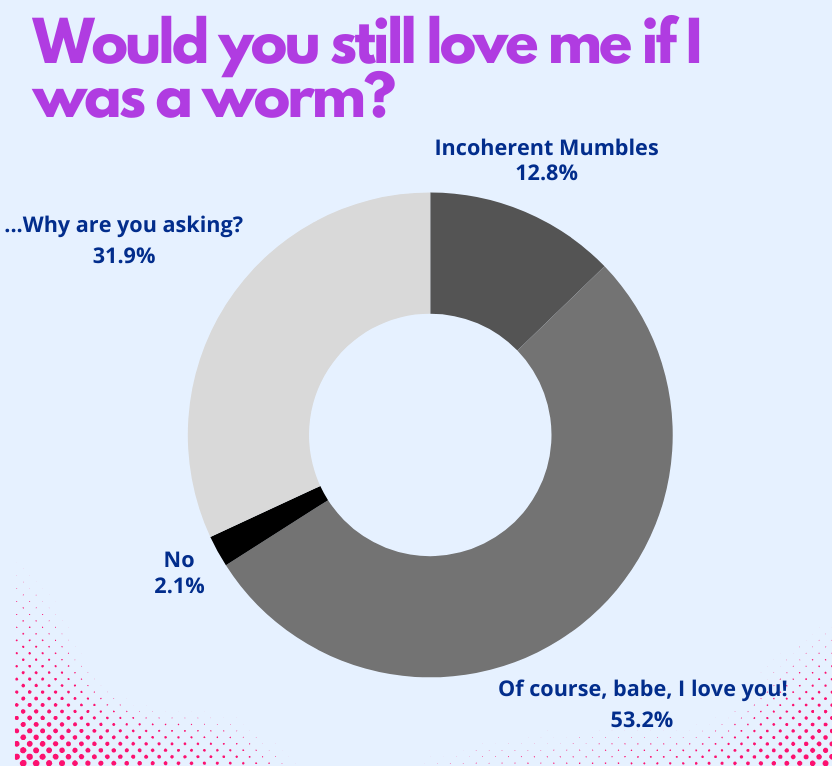 Would you still love me if I
was a worm?
Incoherent Mumbles
12.8%
...Why are you asking?
31.9%
No
2.1%
Of course, babe, I love you!
53.2%